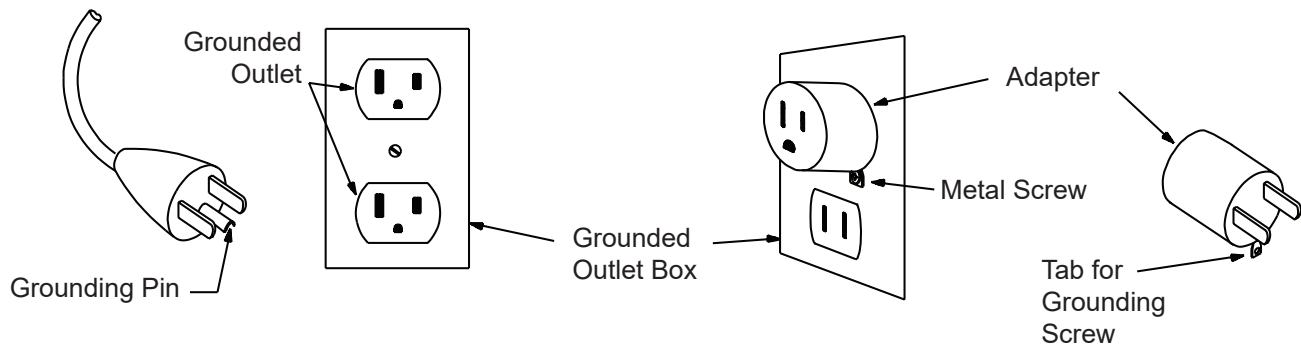 Grounded
Outlet
Grounding Pin
Grounded
Outlet Box
Adapter
Metal Screw
Tab for
Grounding
Screw